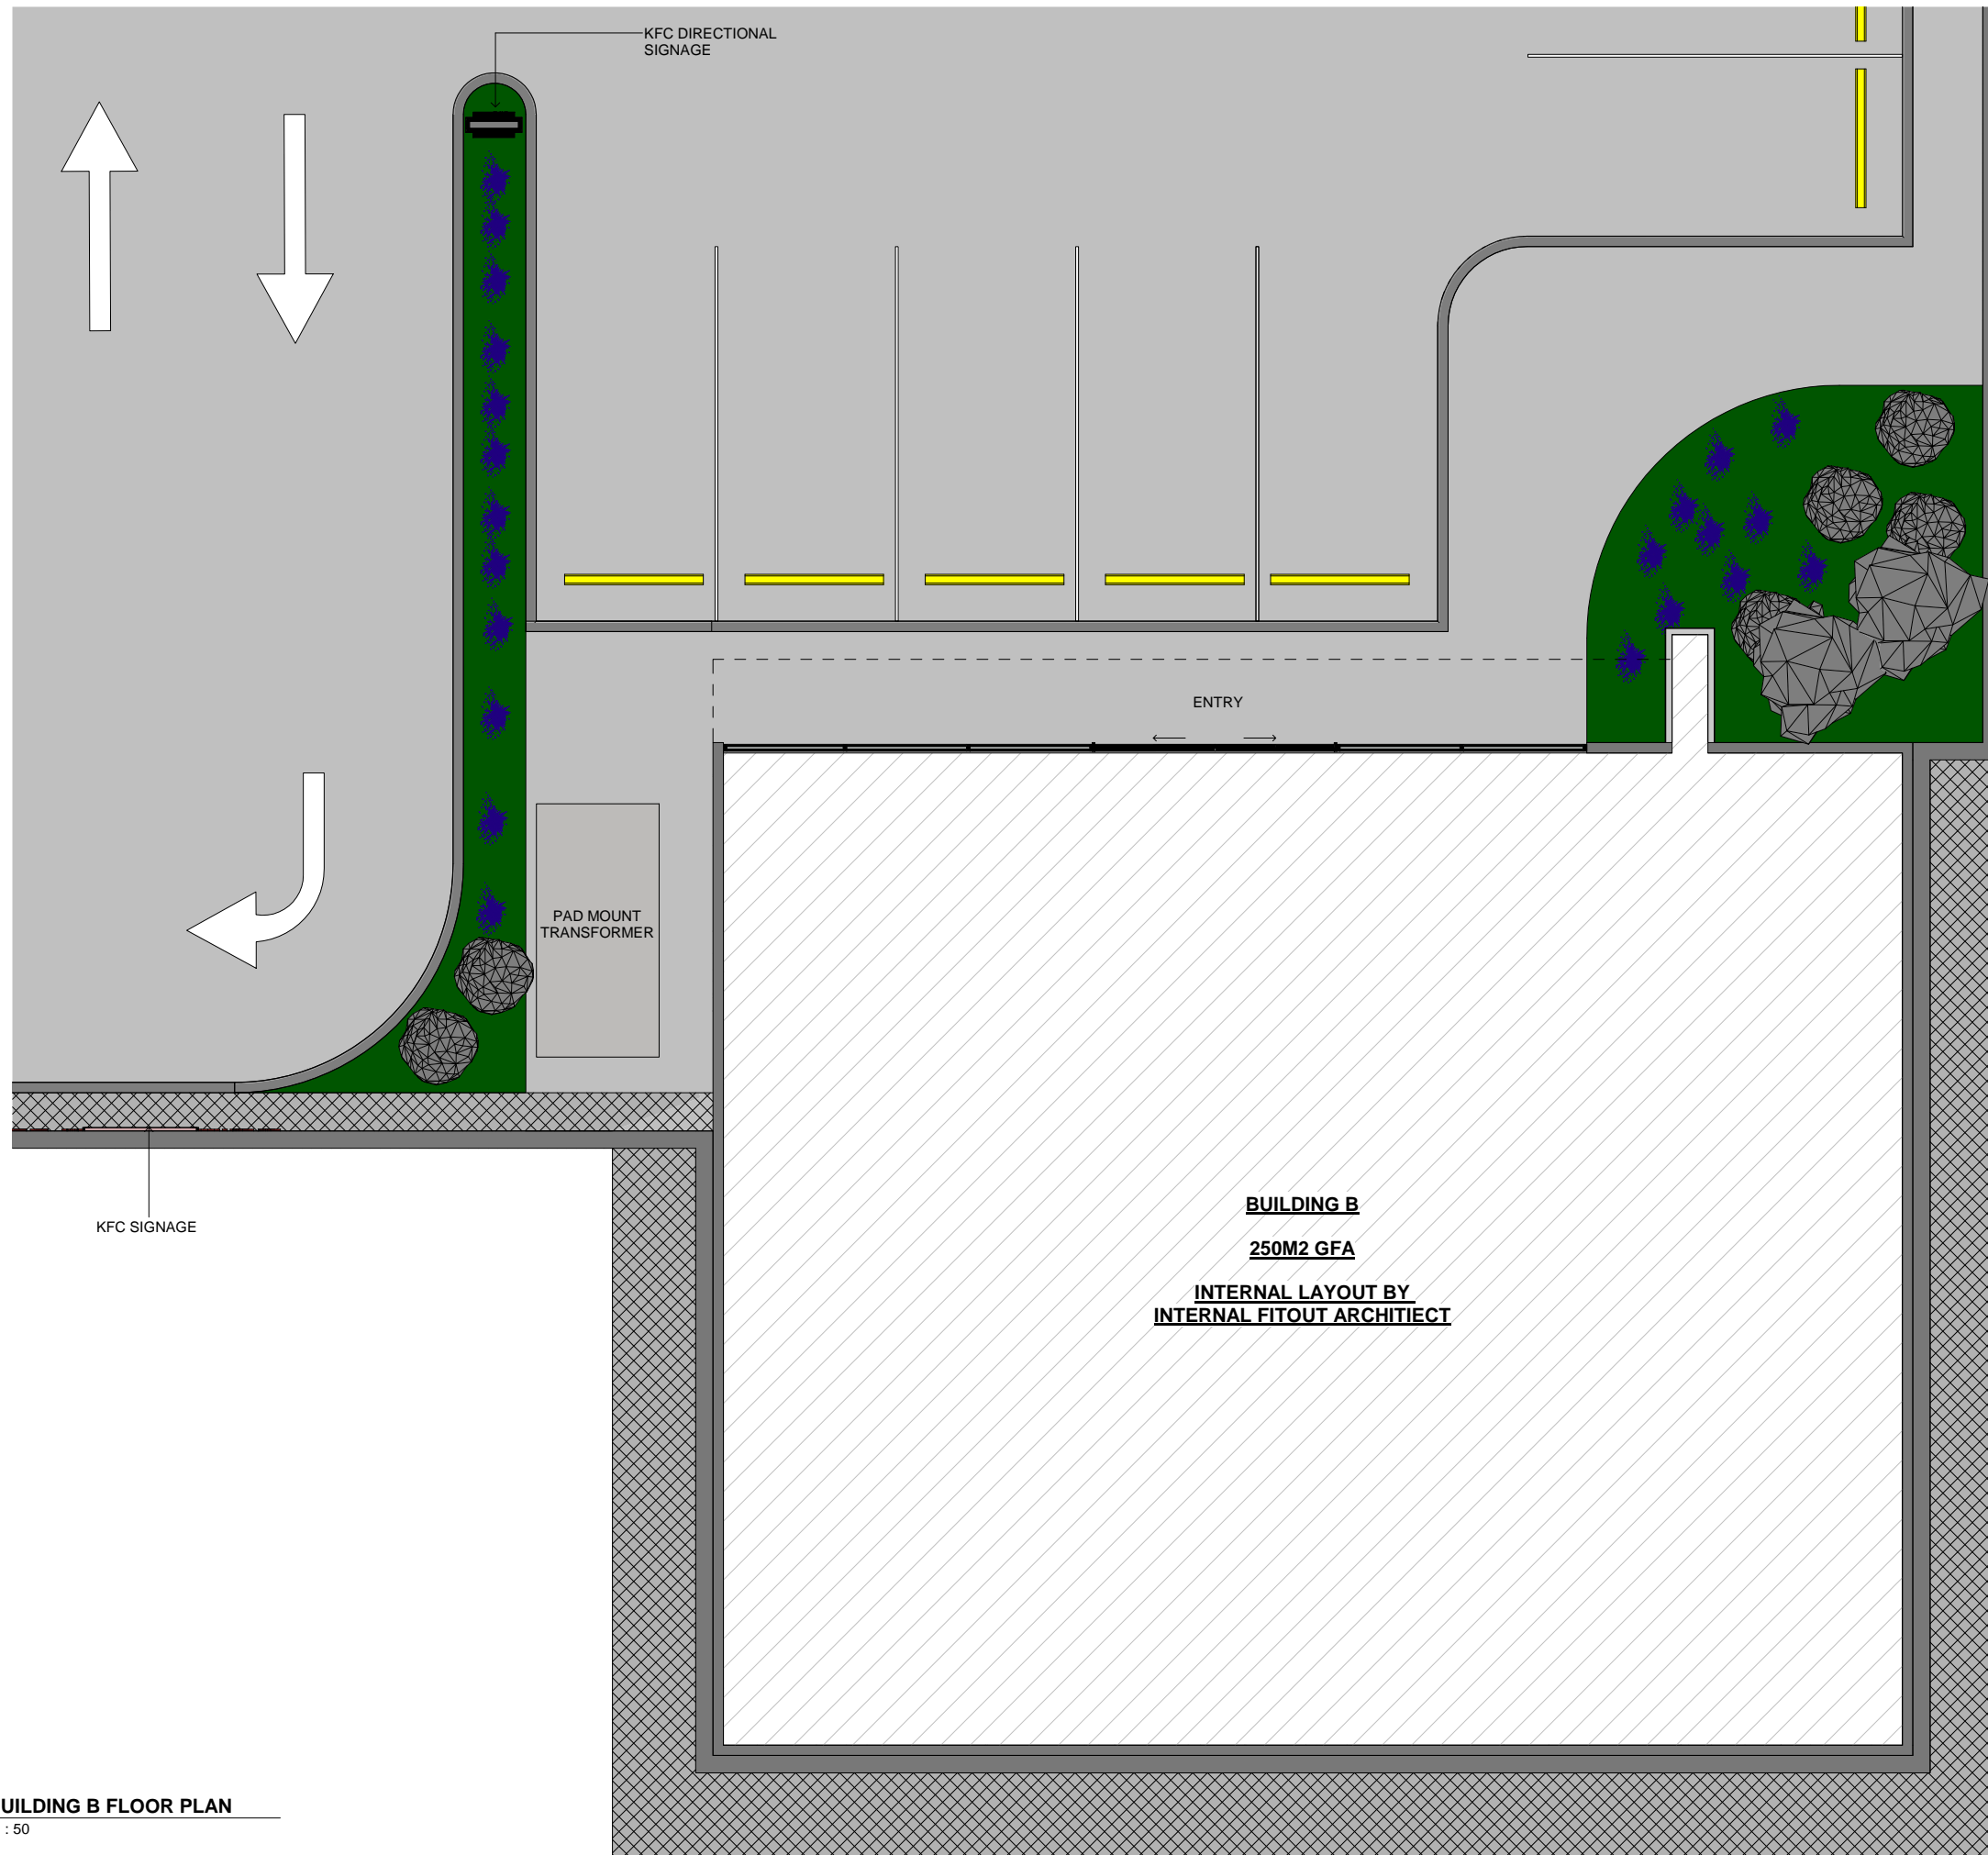 KFC DIRECTIONAL
SIGNAGE
ENTRY
PAD MOUNT
TRANSFORMER
KFC SIGNAGE
BUILDING B
250M2 GFA
INTERNAL LAYOUT BY
INTERNAL FITOUT ARCHITIECT
UILDING B FLOOR PLAN
: 50